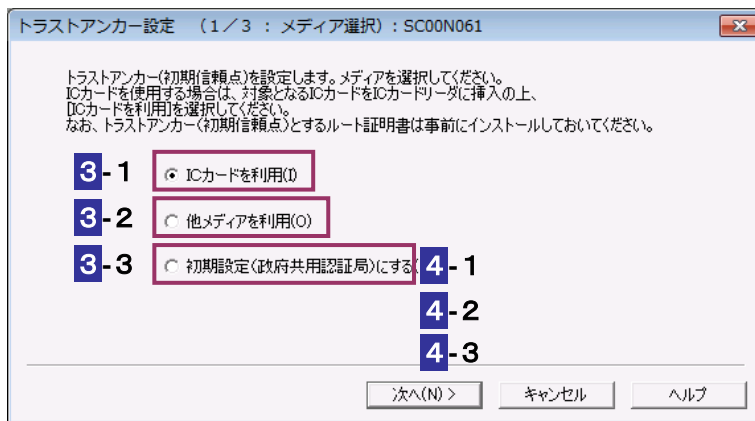 トラストアンカー設定 (1/3 : メディア選択) : SC00N061
トラストアンカー(初期信頼点)を設定します。メディアを選択してください。
ICカードを使用する場合は、対象となるICカードをICカードリーダに挿入の上、
[ICカードを利用]を選択してください。
なお、トラストアンカー(初期信頼点)とするルート証明書は事前にインストールしておいてください。
3-1 ICカードを利用(I)
3-2 他メディアを利用(O)
3-3 初期設定(政府共用認証局)にする( 4-1
4-2
4-3
次へ(N) > キャンセル ヘルプ